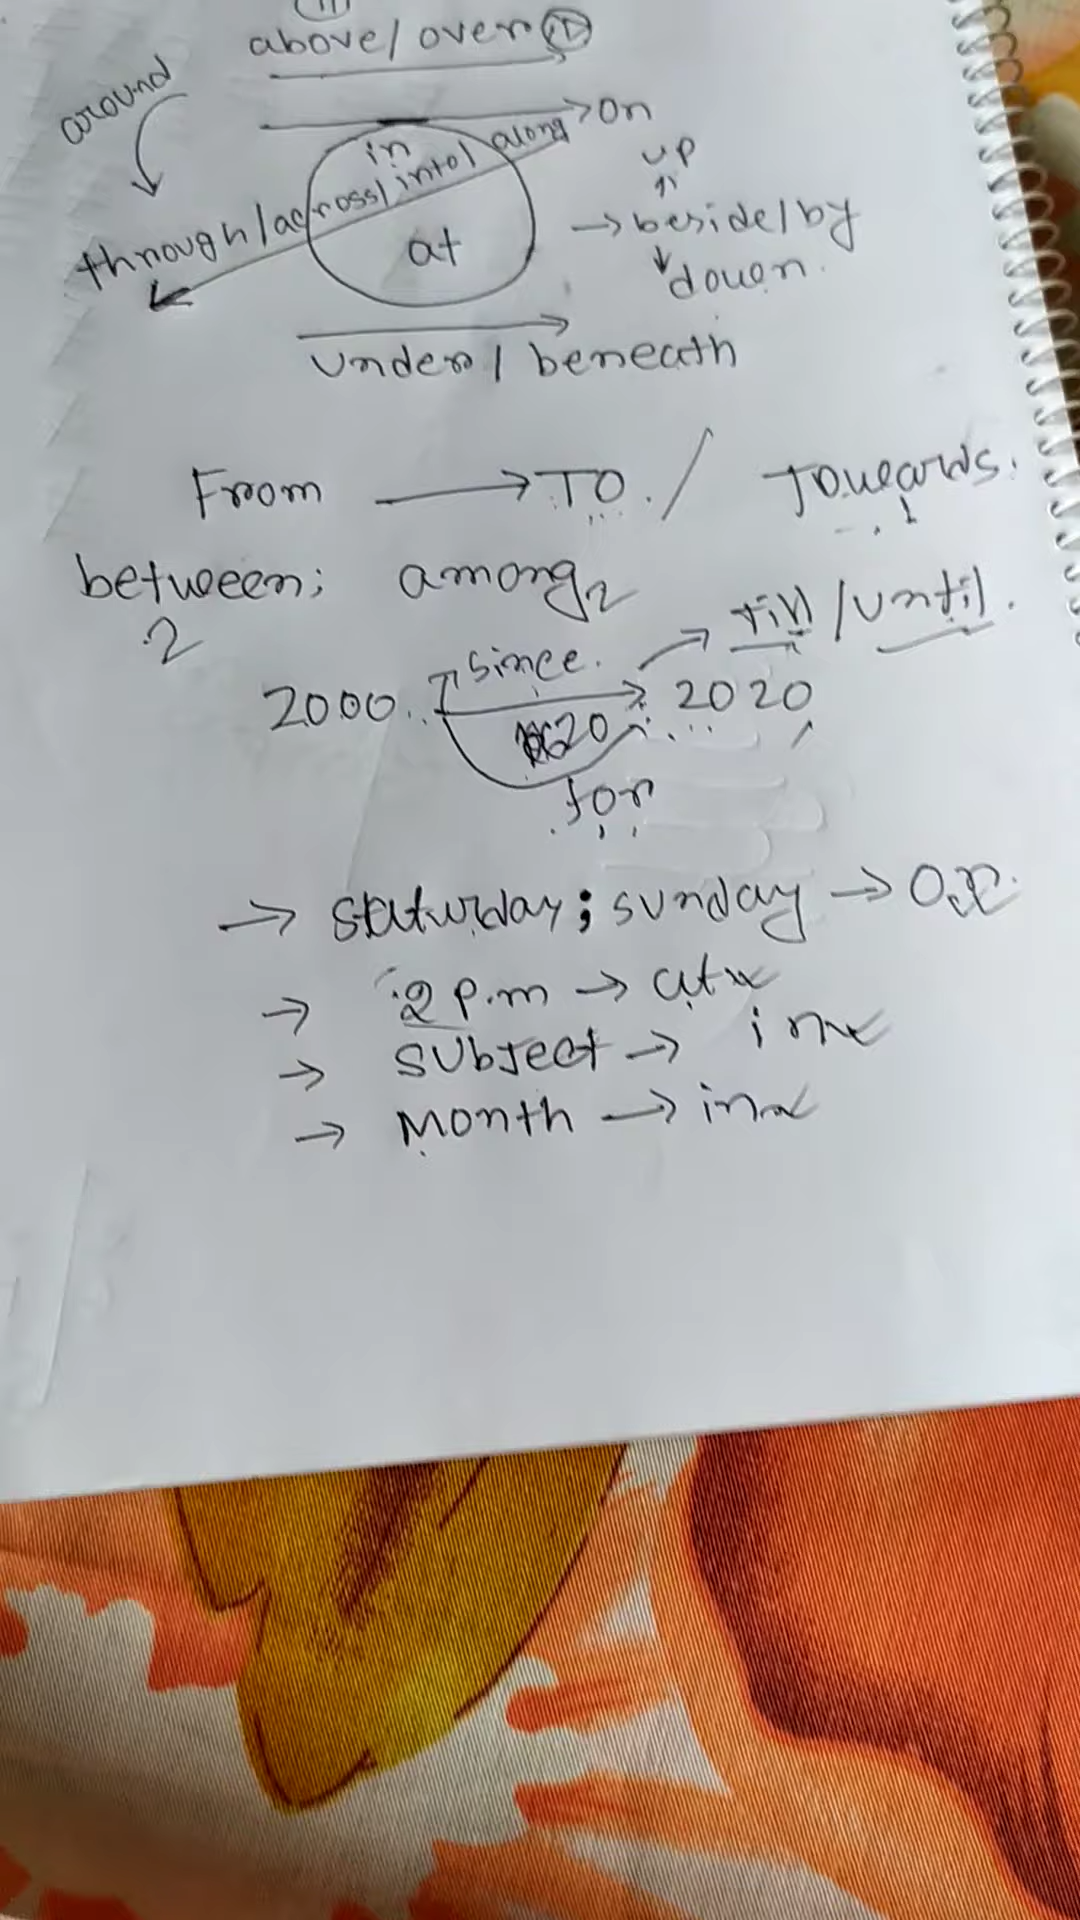 above/over
around
on
in
through/across/into/along
up
at
→ beside/by
down.
under/beneath
From → TO. / Towards.
between; among
2
→ till/until.
since.
2000 → 2020
20
for
→ Saturday; sunday →
→ 2 p.m → at
→ subject → in
→ Month → in